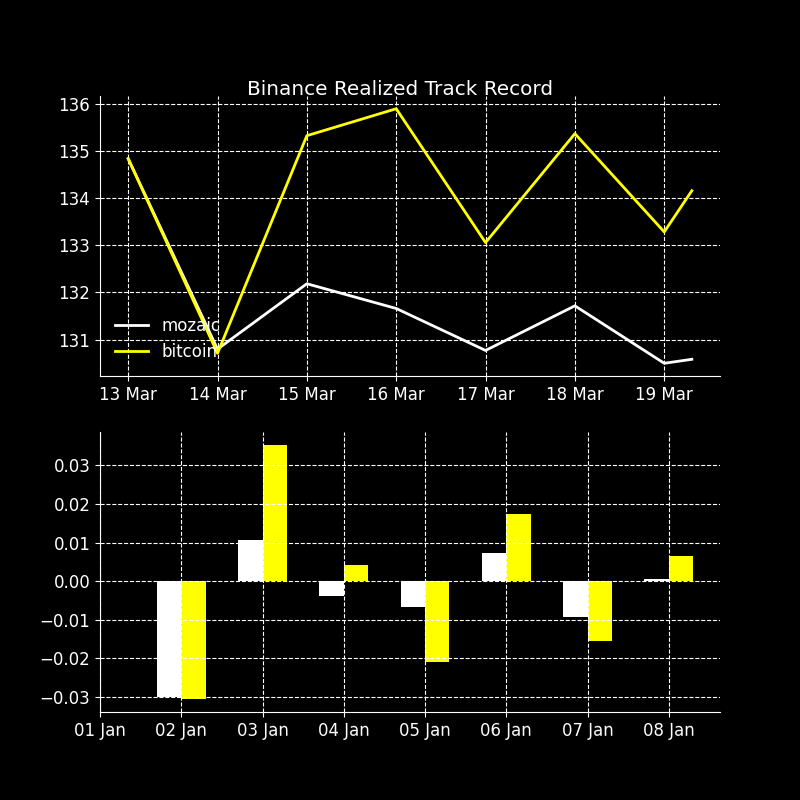 Binance Realized Track Record
136
135
134
133
132
131
mozaic
bitcoin
13 Mar 14 Mar 15 Mar 16 Mar 17 Mar 18 Mar 19 Mar
0.03
0.02
0.01
0.00
−0.01
−0.02
−0.03
01 Jan 02 Jan 03 Jan 04 Jan 05 Jan 06 Jan 07 Jan 08 Jan